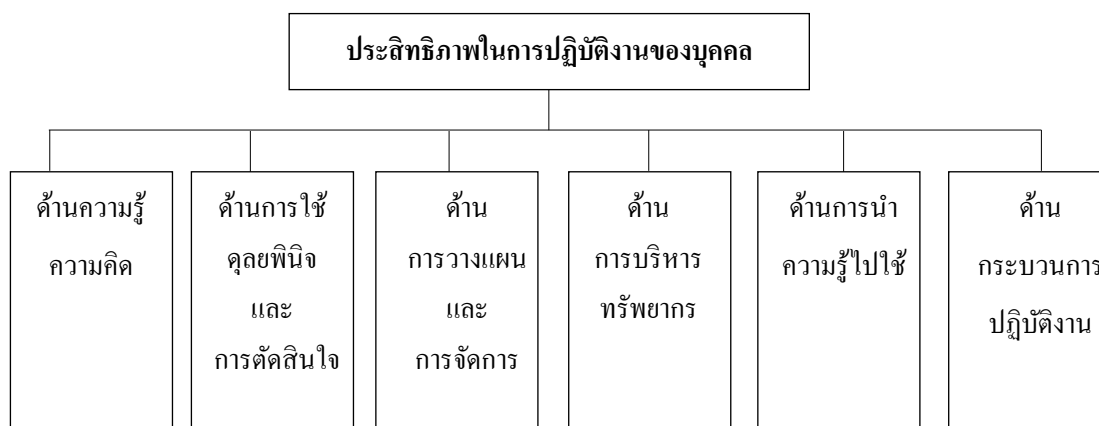 ประสิทธิภาพในการปฏิบัติงานของบุคคล
ด้านความรู้
ความคิด
ด้านการใช้
ดุลยพินิจ
และ
การตัดสินใจ
ด้าน
การวางแผน
และ
การจัดการ
ด้าน
การบริหาร
ทรัพยากร
ด้านการนำ
ความรู้ไปใช้
ด้าน
กระบวนการ
ปฏิบัติงาน